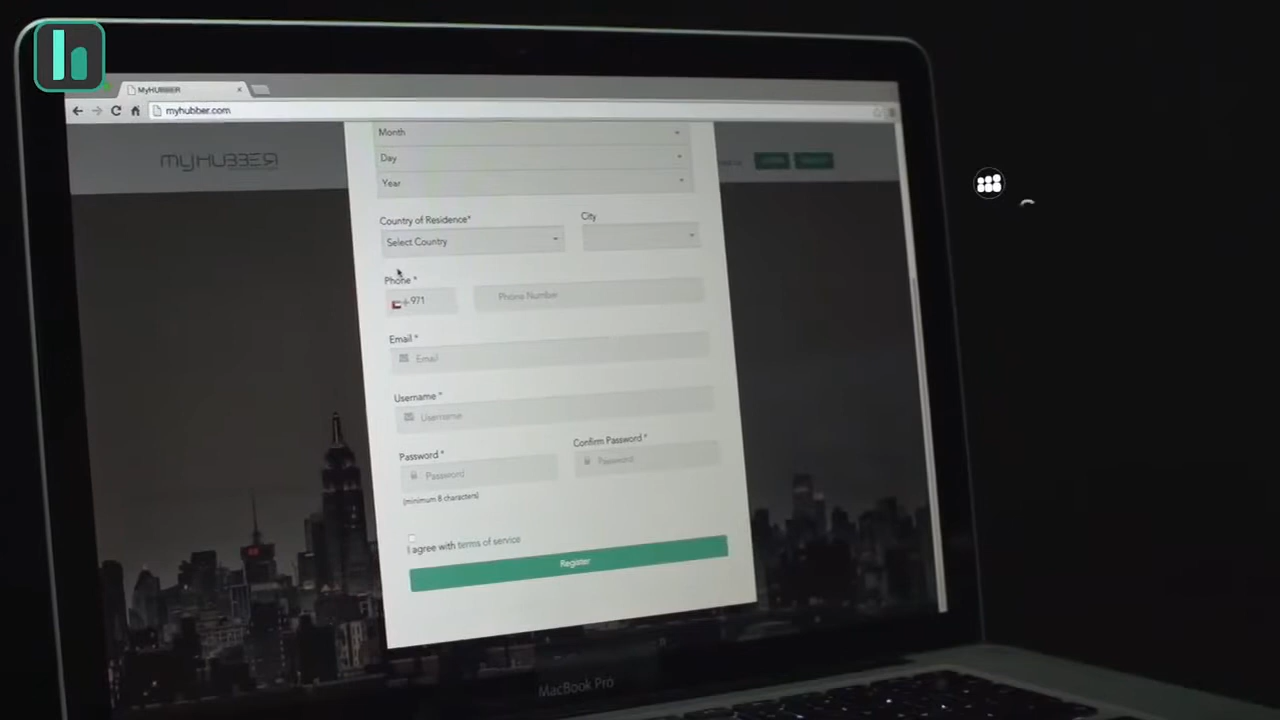 MyHUBBER
myhubber.com
myHUBBER
Month
Day
Year
Country of Residence*
City
Select Country
Phone *
+971
Phone Number
Email *
Email
Username *
Username
Password *
Confirm Password *
Password
Password
(minimum 8 characters)
I agree with terms of service
Register
MacBook Pro